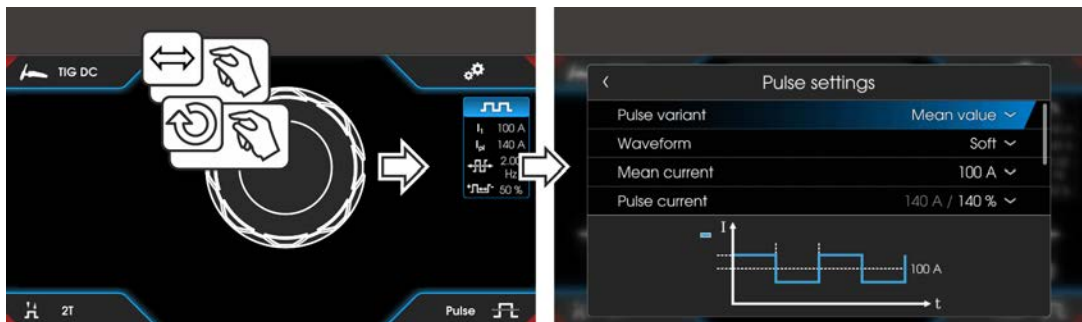 TIG DC
I₁ 100 A
Ipl 140 A
2.00
Hz
50 %
2T
Pulse
Pulse settings
Pulse variant Mean value
Waveform Soft
Mean current 100 A
Pulse current 140 A / 140 %
I
100 A
t